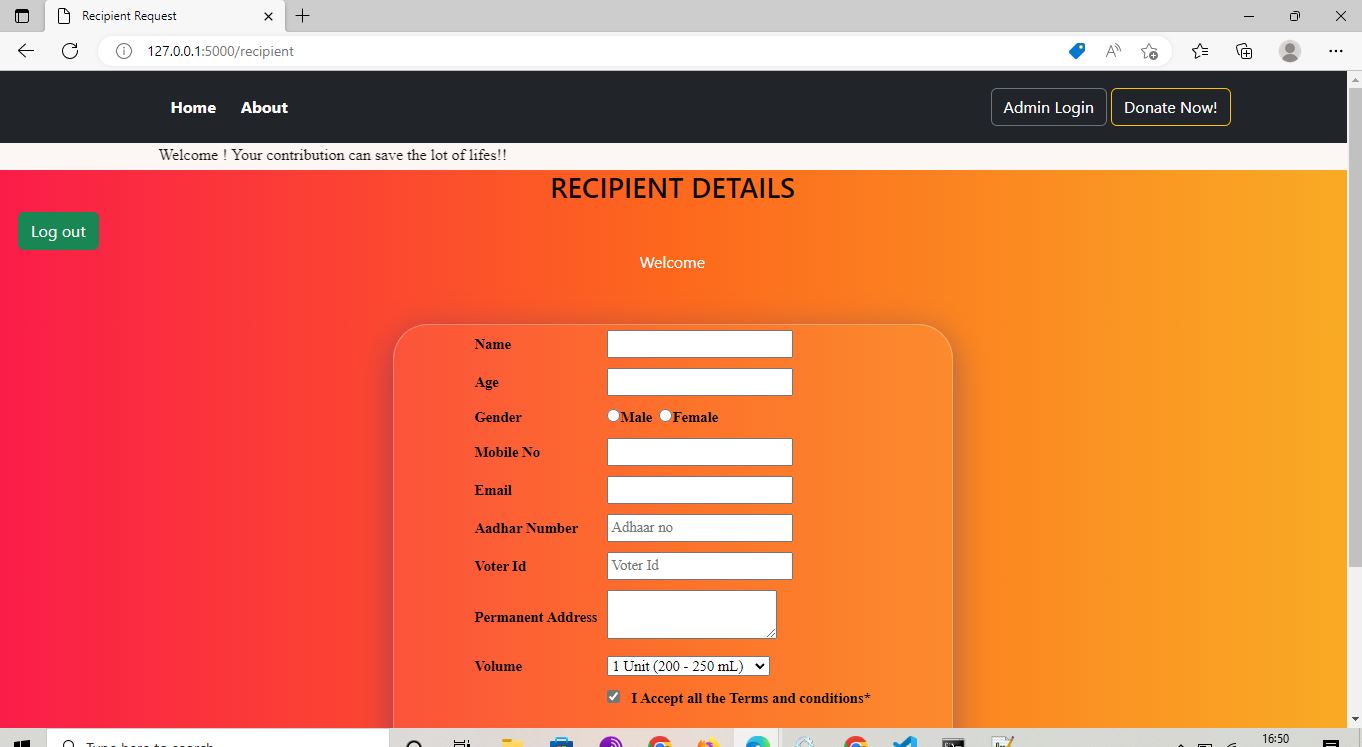 Recipient Request
127.0.0.1:5000/recipient
Home About Admin Login Donate Now!
Welcome ! Your contribution can save the lot of lifes!!
RECIPIENT DETAILS
Log out
Welcome
Name
Age
Gender Male Female
Mobile No
Email
Aadhar Number Adhaar no
Voter Id Voter Id
Permanent Address
Volume 1 Unit (200 - 250 mL)
I Accept all the Terms and conditions*
Type here to search
16:50